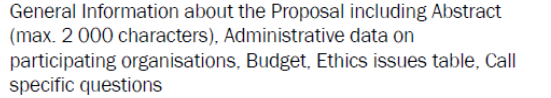 General Information about the Proposal including Abstract
(max. 2 000 characters), Administrative data on
participating organisations, Budget, Ethics issues table, Call
specific questions